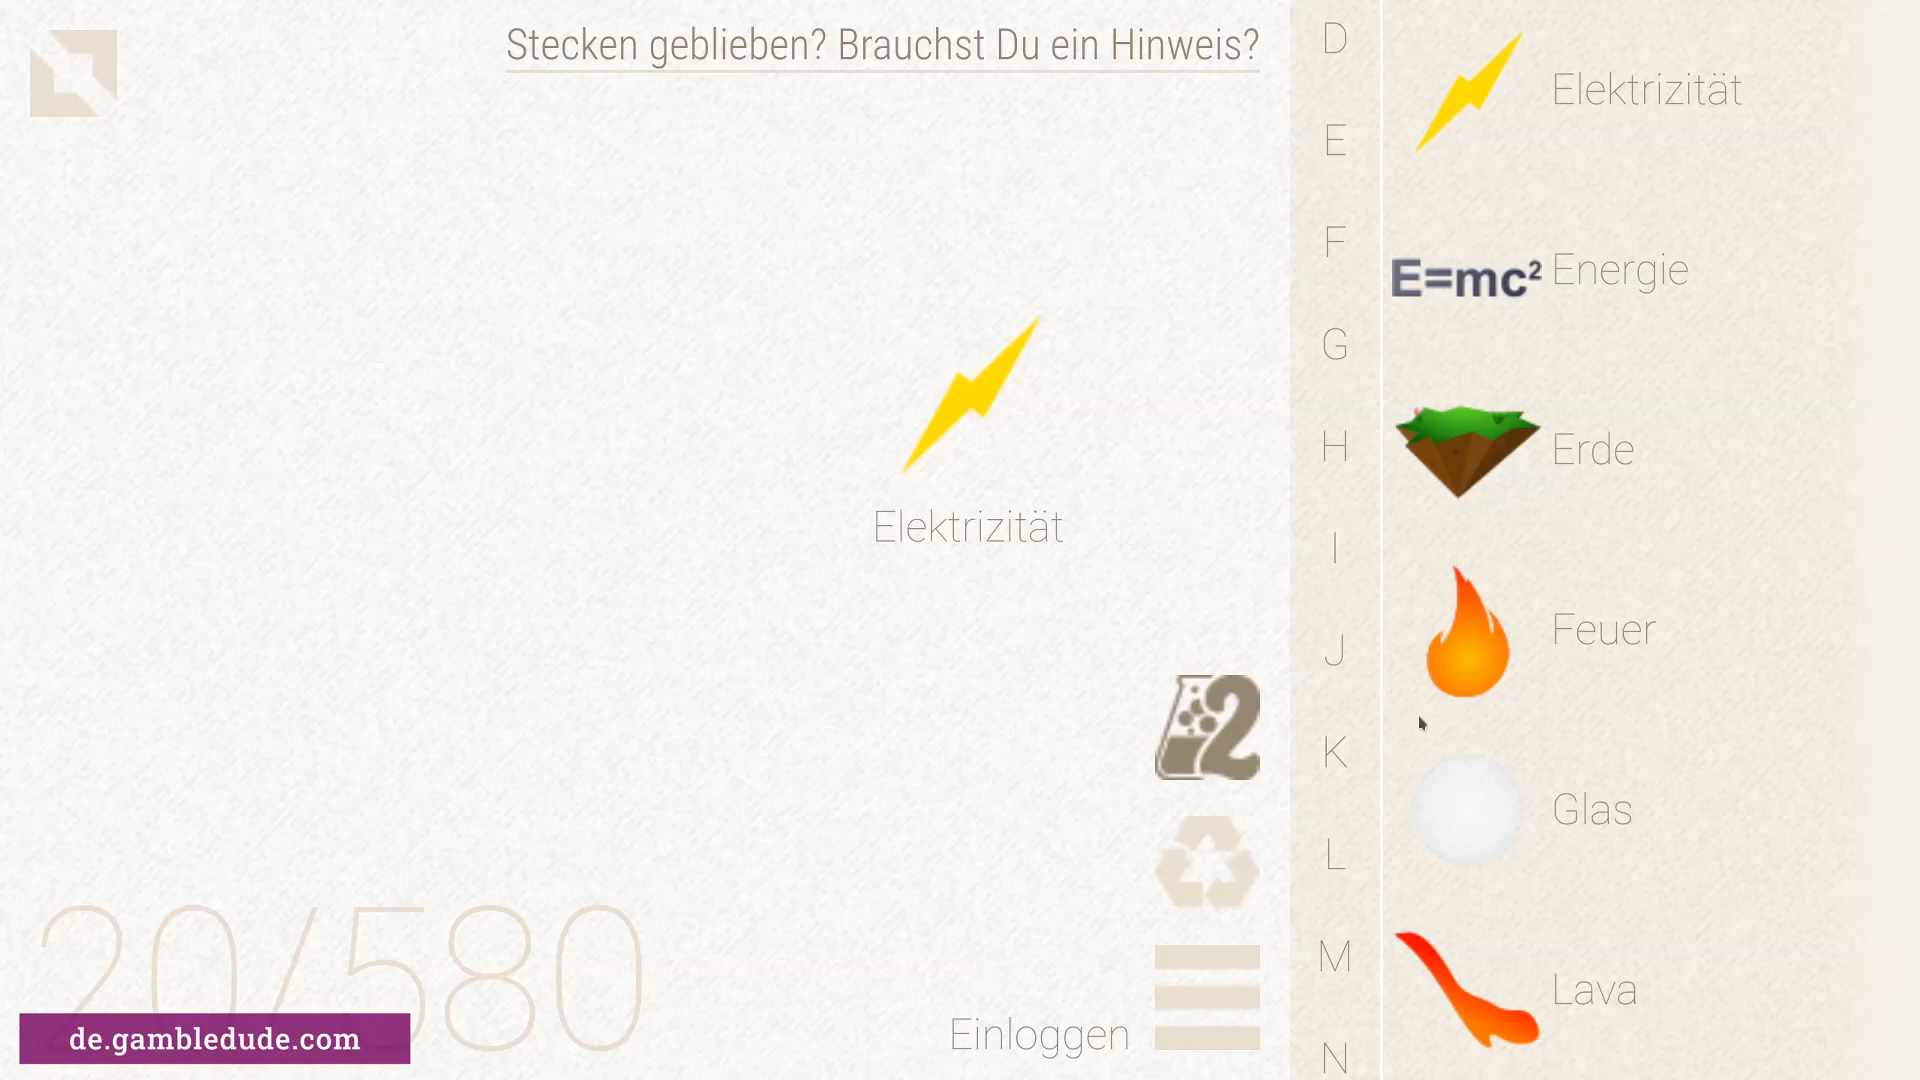 Stecken geblieben? Brauchst Du ein Hinweis?
Elektrizität
20/580
de.gambledude.com
Einloggen
2
D
E
F
G
H
I
J
K
L
M
N
Elektrizität
E=mc² Energie
Erde
Feuer
Glas
Lava